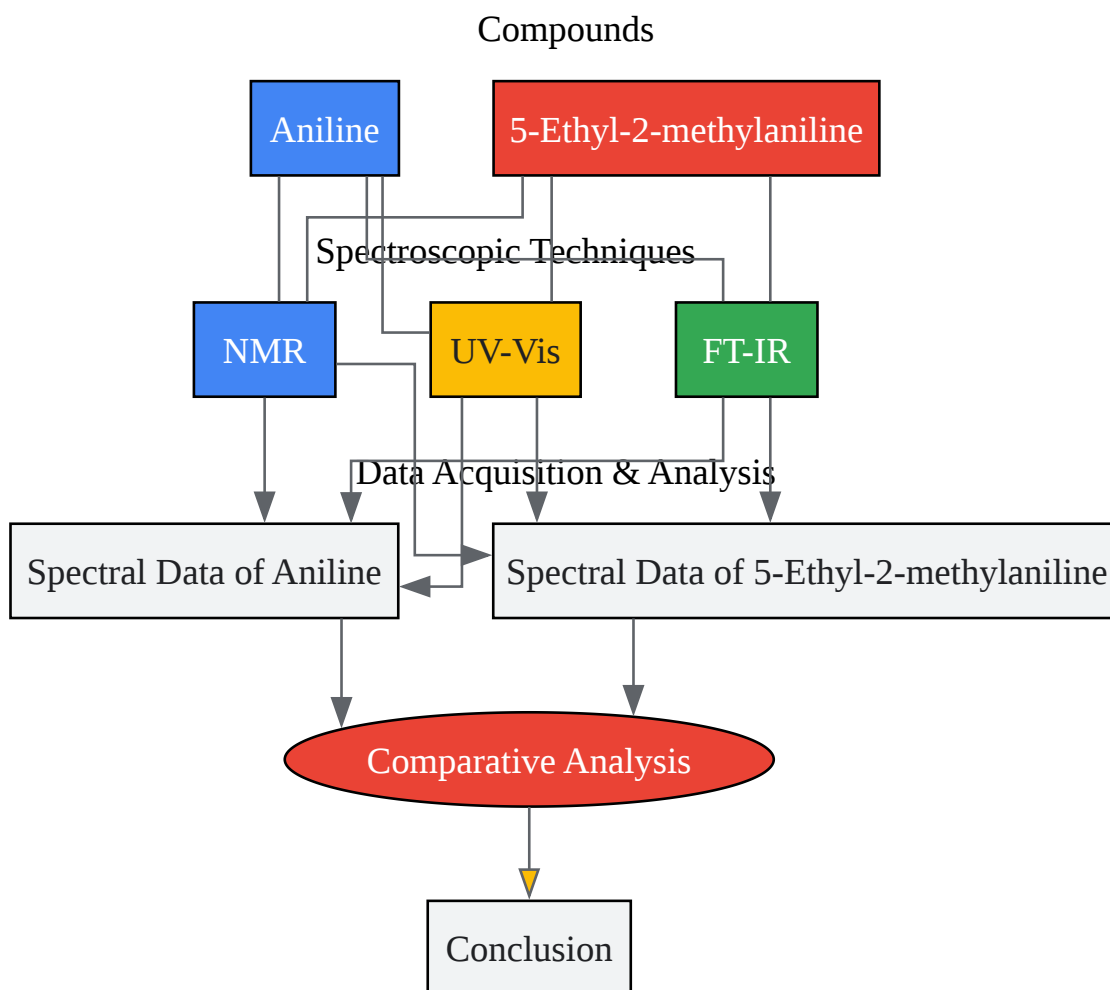 Compounds
Aniline
5-Ethyl-2-methylaniline
Spectroscopic Techniques
NMR
UV-Vis
FT-IR
Data Acquisition & Analysis
Spectral Data of Aniline
Spectral Data of 5-Ethyl-2-methylaniline
Comparative Analysis
Conclusion